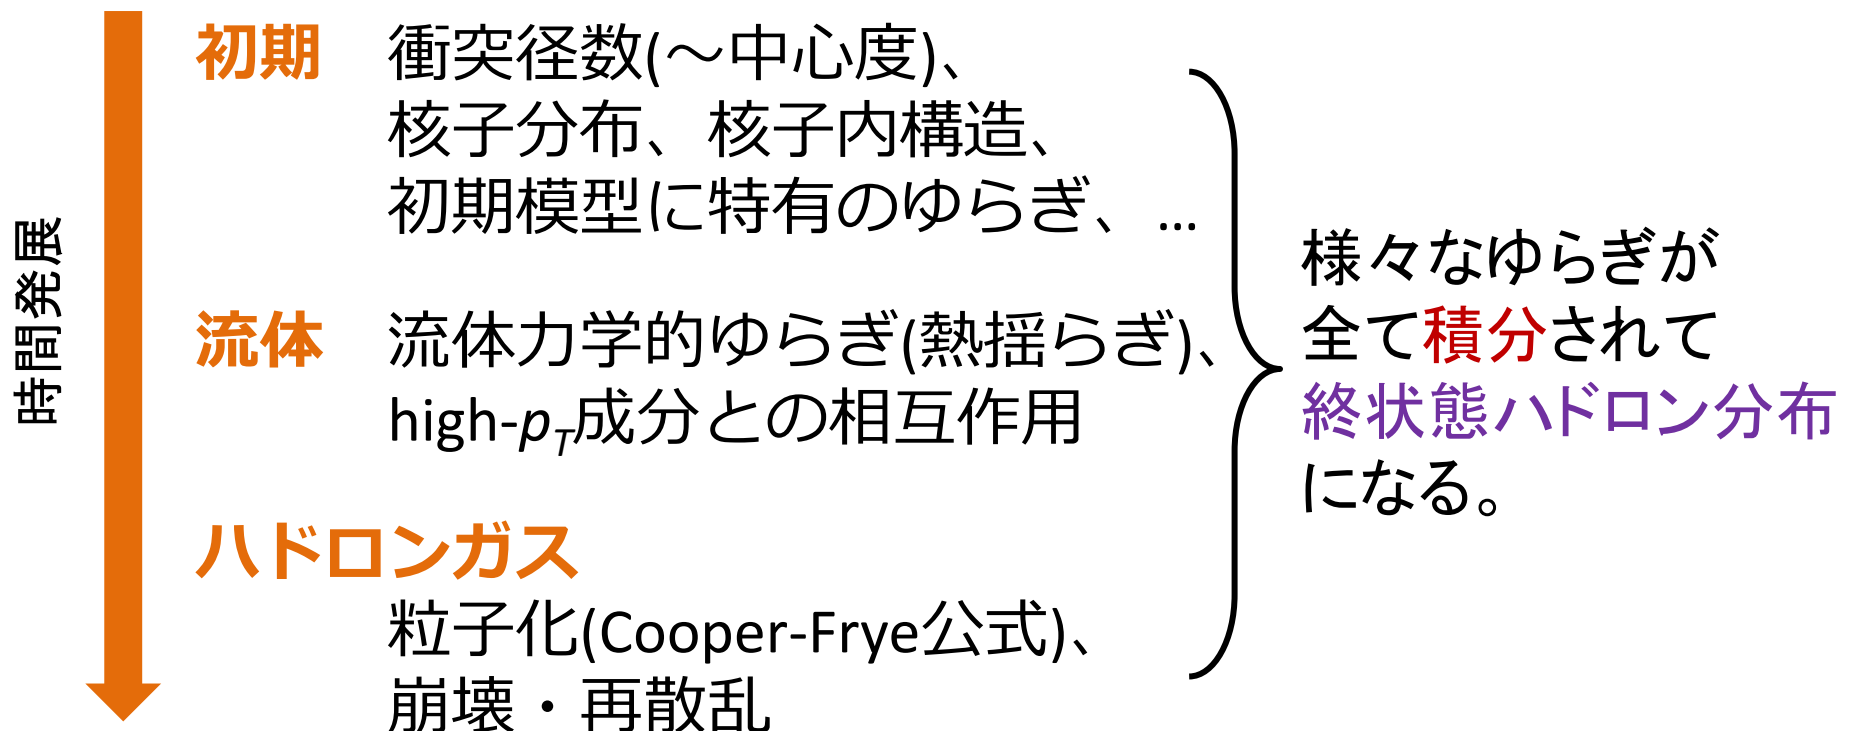 時間発展
初期 衝突径数(～中心度)、
核子分布、核子内構造、
初期模型に特有のゆらぎ、…
流体 流体力学的ゆらぎ(熱揺らぎ)、
high-pT成分との相互作用
ハドロンガス
粒子化(Cooper-Frye公式)、
崩壊・再散乱
様々なゆらぎが
全て積分されて
終状態ハドロン分布
になる。